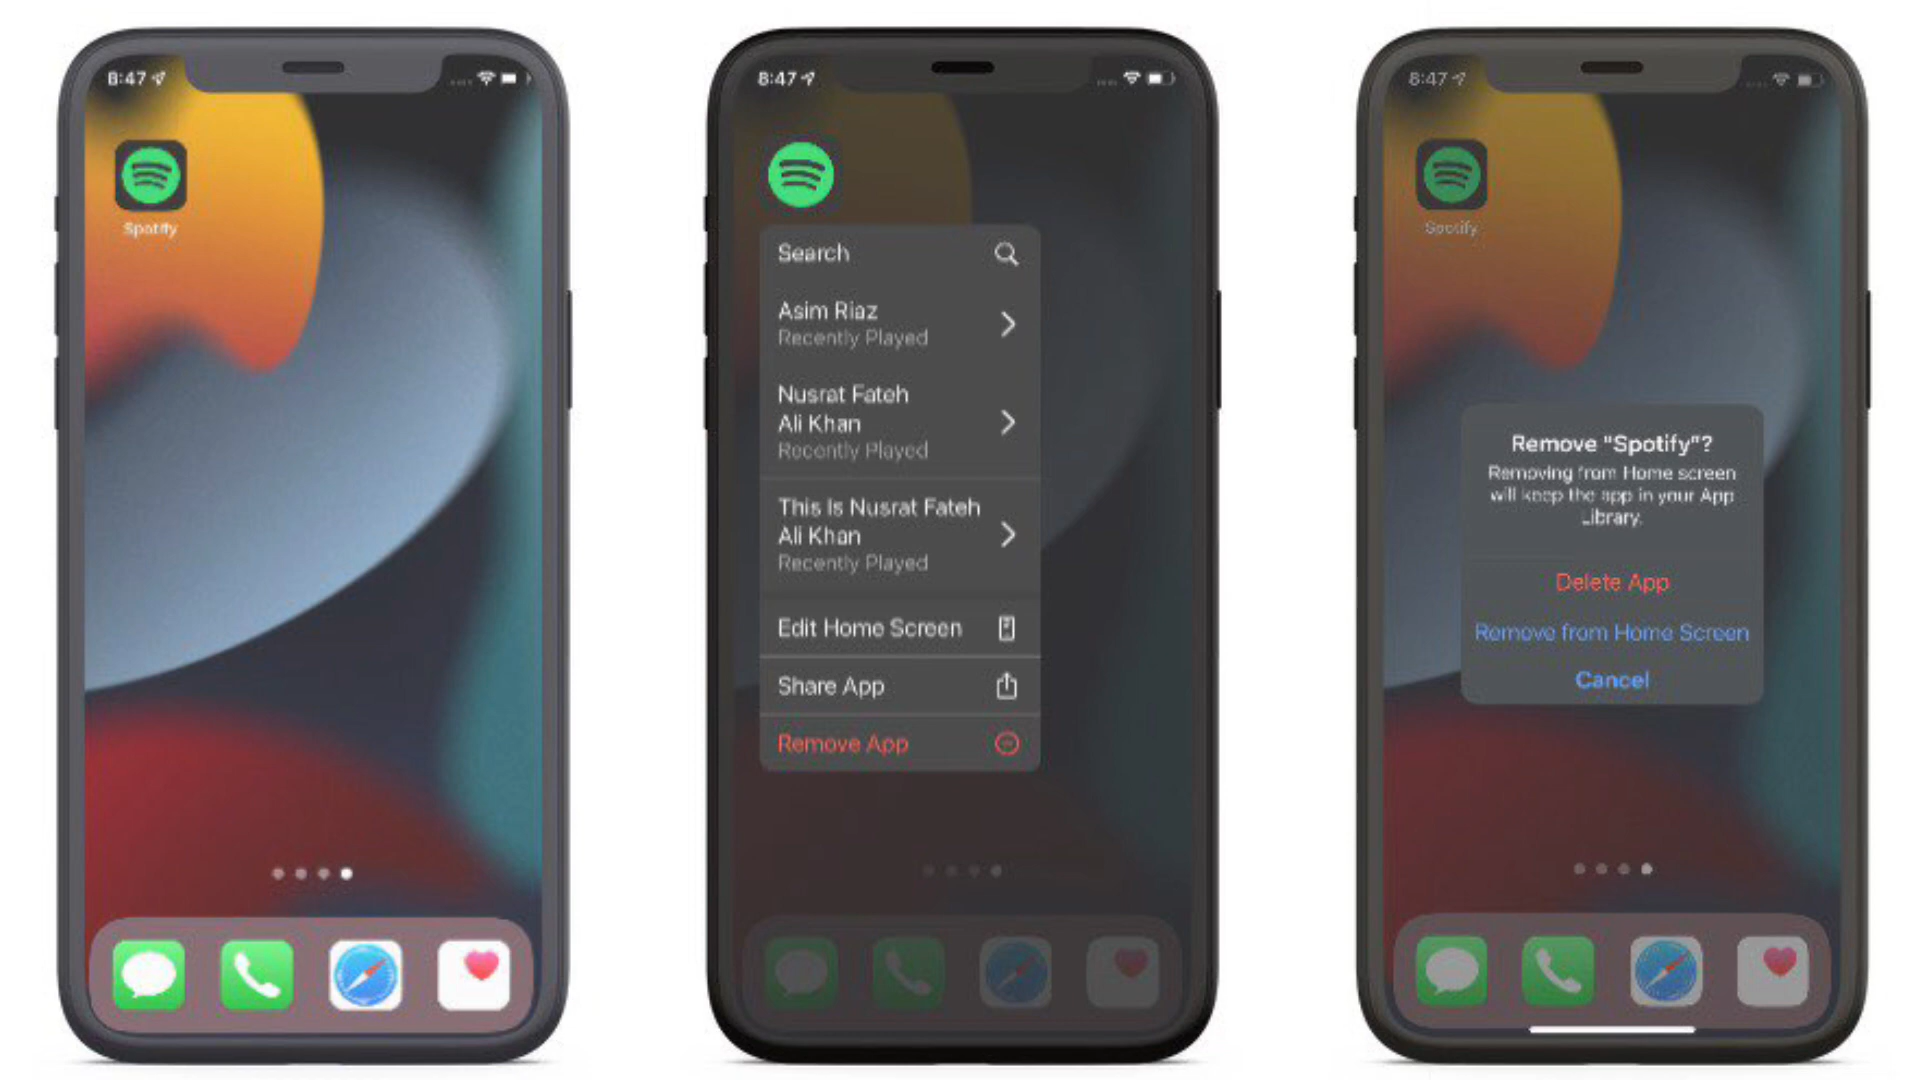 8:47
Spotify
8:47
Search
Asim Riaz
Recently Played
Nusrat Fateh
Ali Khan
Recently Played
This Is Nusrat Fateh
Ali Khan
Recently Played
Edit Home Screen
Share App
Remove App
8:47
Spotify
Remove "Spotify"?
Removing from Home screen
will keep the app in your App
Library.
Delete App
Remove from Home Screen
Cancel